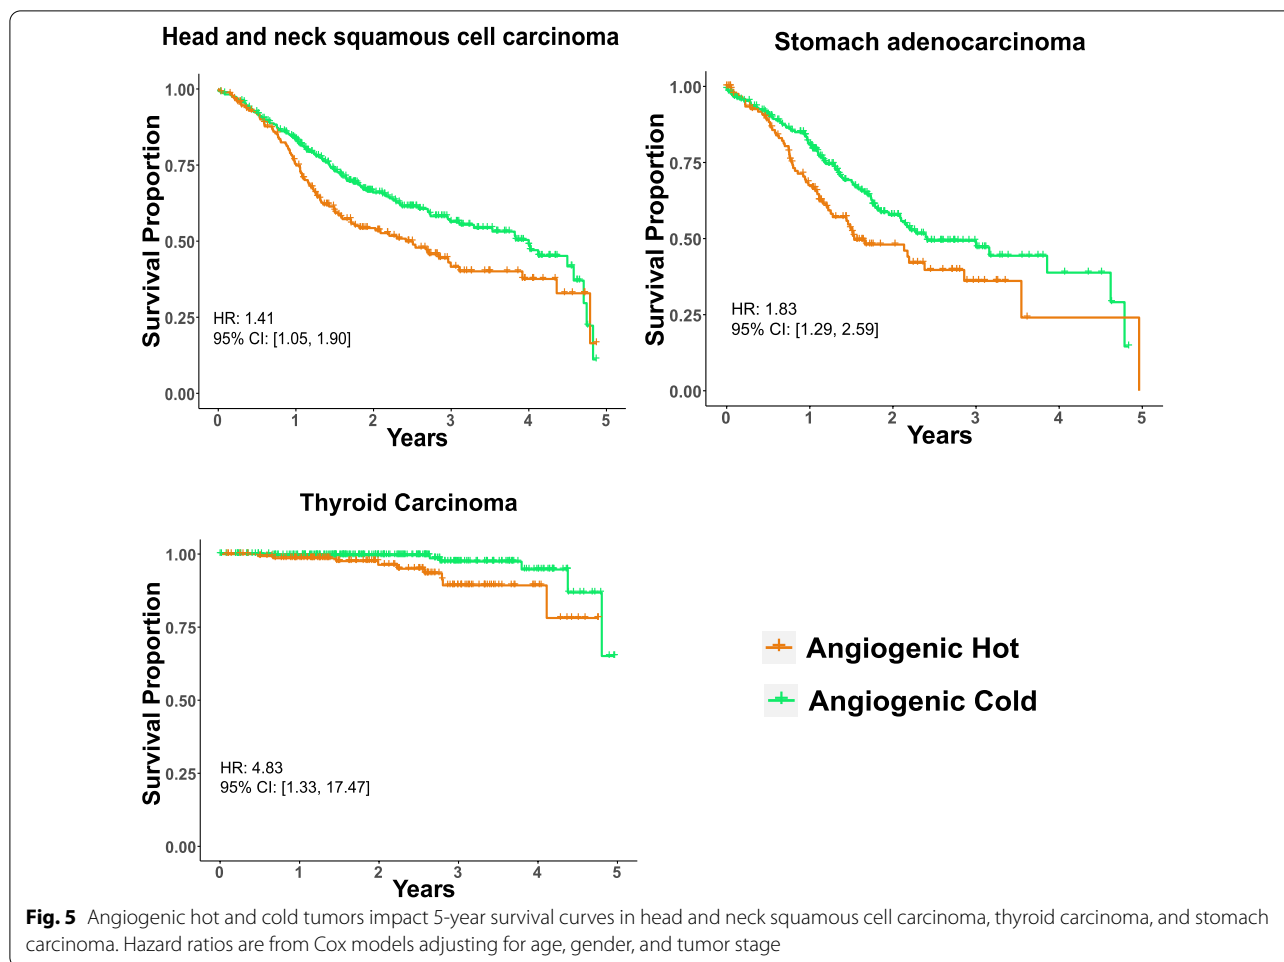 Head and neck squamous cell carcinoma
Survival Proportion
1.00
0.75
0.50
0.25
0.00
HR: 1.41
95% CI: [1.05, 1.90]
0 1 2 3 4 5
Years
Stomach adenocarcinoma
Survival Proportion
1.00
0.75
0.50
0.25
0.00
HR: 1.83
95% CI: [1.29, 2.59]
0 1 2 3 4 5
Years
Thyroid Carcinoma
Survival Proportion
1.00
0.75
0.50
0.25
0.00
HR: 4.83
95% CI: [1.33, 17.47]
0 1 2 3 4 5
Years
Angiogenic Hot
Angiogenic Cold
Fig. 5 Angiogenic hot and cold tumors impact 5-year survival curves in head and neck squamous cell carcinoma, thyroid carcinoma, and stomach
carcinoma. Hazard ratios are from Cox models adjusting for age, gender, and tumor stage